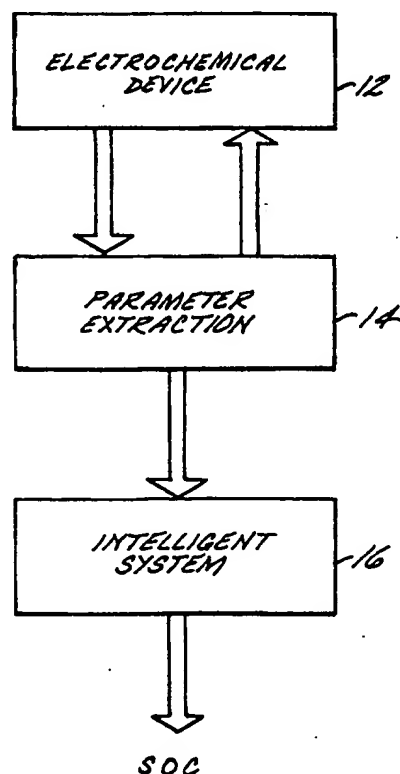 ELECTROCHEMICAL
DEVICE
12
PARAMETER
EXTRACTION
14
INTELLIGENT
SYSTEM
16
SOC